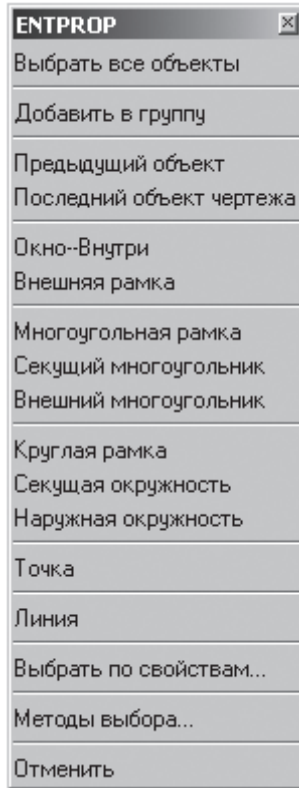 ENTPROP
Выбрать все объекты
Добавить в группу
Предыдущий объект
Последний объект чертежа
Окно--Внутри
Внешняя рамка
Многоугольная рамка
Секущий многоугольник
Внешний многоугольник
Круглая рамка
Секущая окружность
Наружная окружность
Точка
Линия
Выбрать по свойствам...
Методы выбора...
Отменить